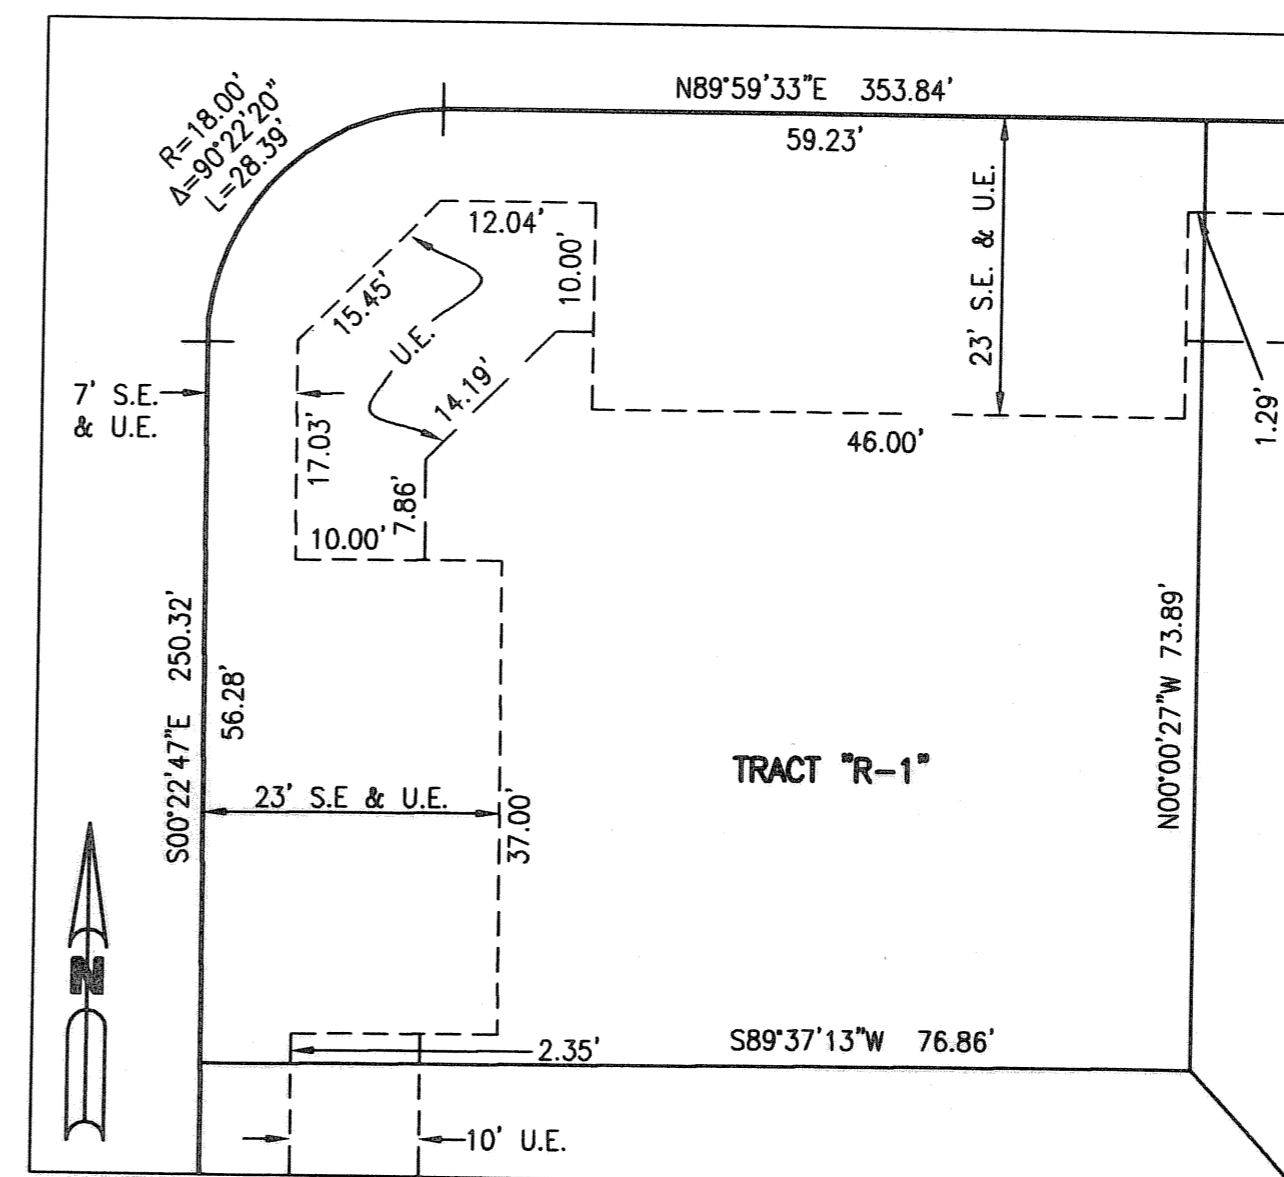 N89°59'33"E 353.84'
59.23'
R=18.00'
Δ=90°22'20"
L=28.39'
12.04'
10.00'
15.45'
U.E.
14.19'
23' S.E. & U.E.
7' S.E.
& U.E.
17.03'
7.86'
46.00'
1.29'
10.00'
S00°22'47"E 250.32'
56.28'
N00°00'27"W 73.89'
TRACT "R-1"
23' S.E & U.E.
37.00'
N
2.35'
S89°37'13"W 76.86'
10' U.E.